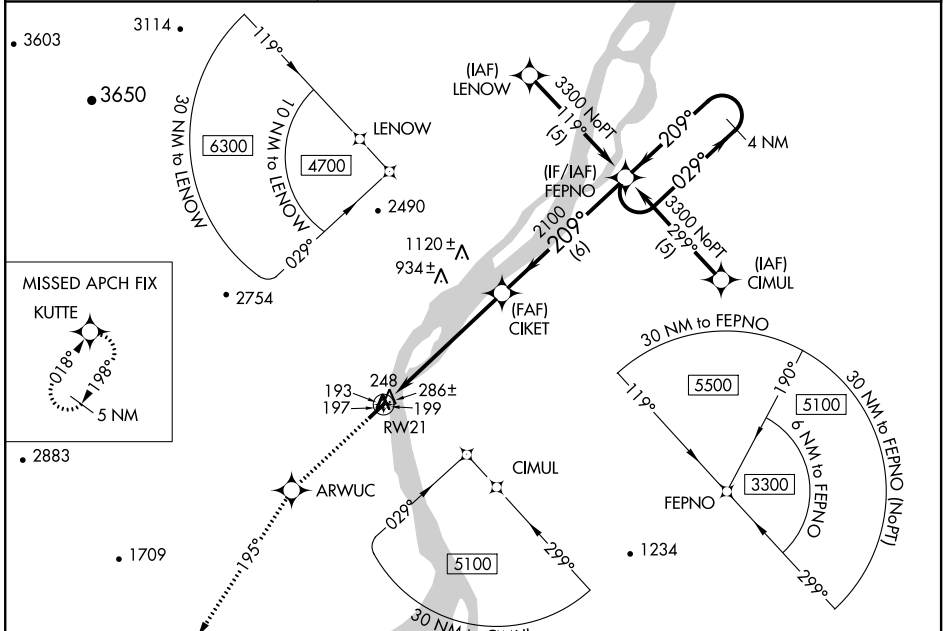 3603
3114
3650
119°
30 NM to LENOW
6300
10 NM to LENOW
4700
LENOW
029°
2490
2754
(IAF)
LENOW
3300 NoPT
119°
(5)
(IF/IAF)
FEPNO
209°
029°
4 NM
3300 NoPT
299°
(5)
(IAF)
CIMUL
2100
209°
(6)
1120 ±
934 ±
(FAF)
CIKET
MISSED APCH FIX
KUTTE
018°
198°
5 NM
248
193
286±
197
199
RW21
ARWUC
195°
2883
1709
CIMUL
029°
299°
5100
30 NM to CIMUL
1234
30 NM to FEPNO
5500
119°
190°
5100
30 NM to FEPNO (NoPT)
6 NM to FEPNO
3300
FEPNO
299°